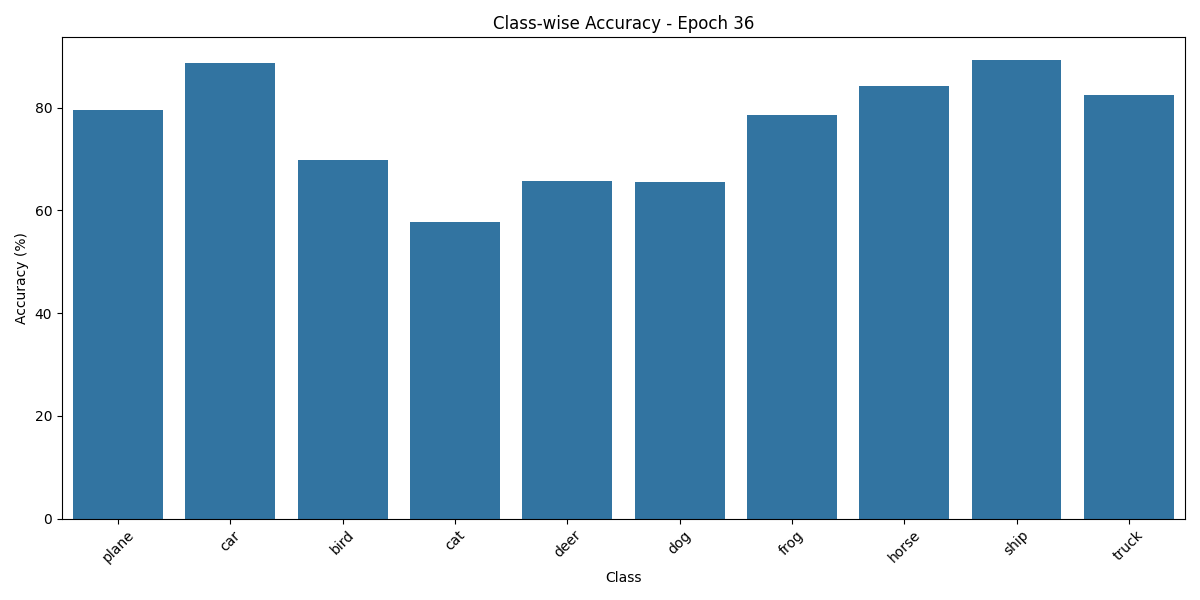 Class-wise Accuracy - Epoch 36
Accuracy (%)
80
60
40
20
0
plane
car
bird
cat
deer
dog
frog
horse
ship
truck
Class